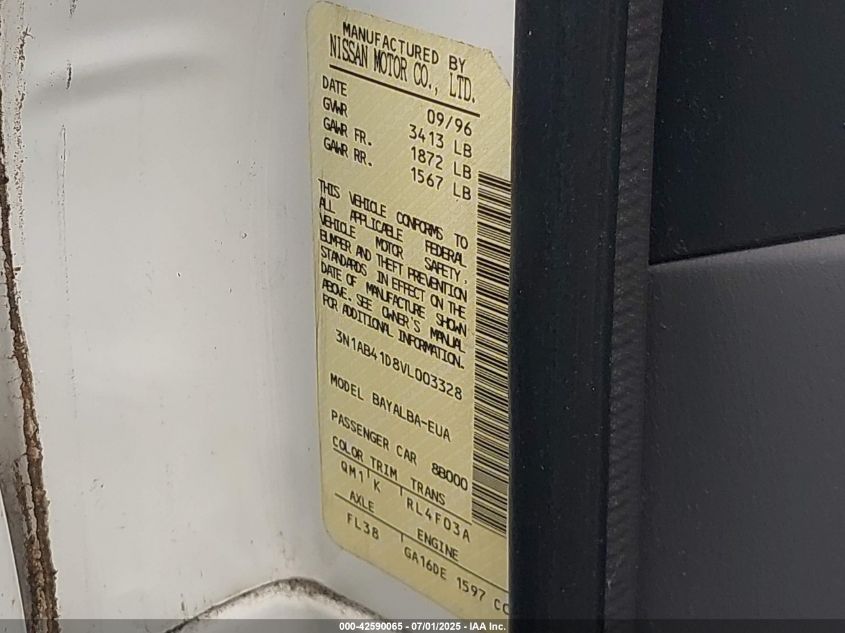 MANUFACTURED BY
NISSAN MOTOR CO., LTD.
DATE 09/96
GVWR 3413 LB
GAWR FR. 1872 LB
GAWR RR. 1567 LB
THIS VEHICLE CONFORMS TO
ALL APPLICABLE FEDERAL
VEHICLE MOTOR SAFETY,
BUMPER AND THEFT PREVENTION
STANDARDS IN EFFECT ON THE
DATE OF MANUFACTURE SHOWN
ABOVE. SEE OWNER'S MANUAL
FOR ADDITIONAL INFORMATION.
3N1AB41D8VL003328
MODEL BAYALBA-EUA
PASSENGER CAR 8B000
COLOR TRIM TRANS
QM1 K RL4F03A
AXLE ENGINE
FL38 GA16DE 1597 CC
000-42590065 - 07/01/2025 - IAA Inc.